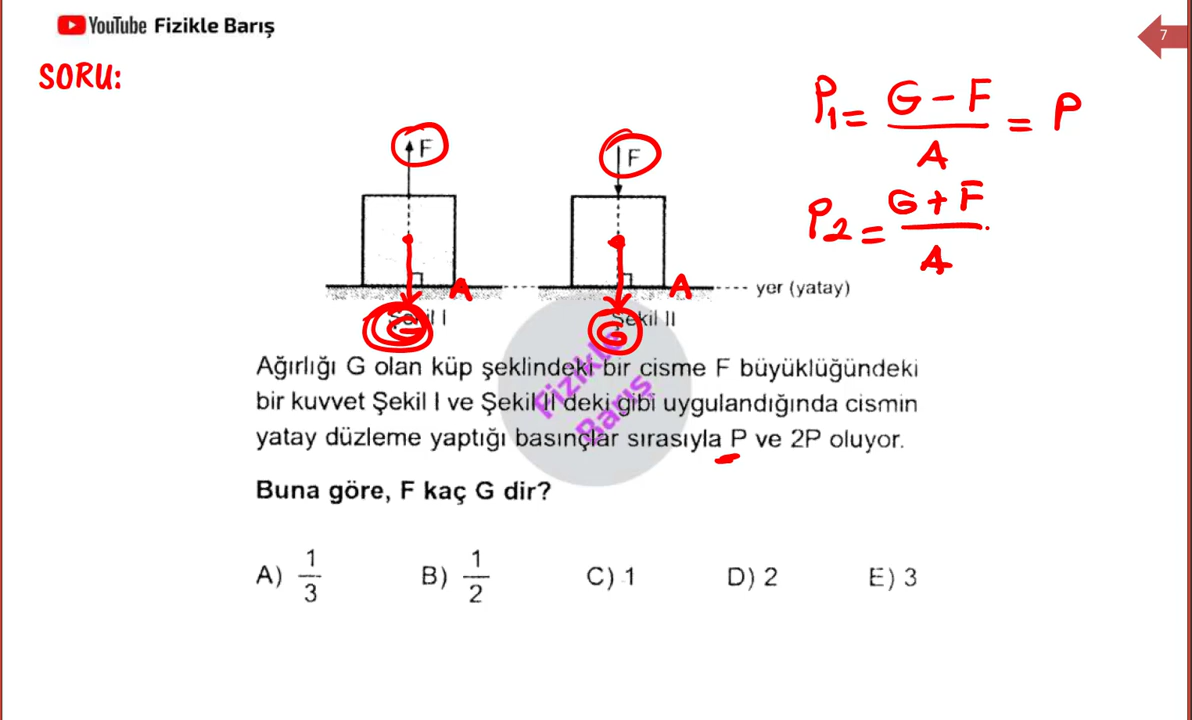 YouTube Fizikle Barış
7
SORU:
P1 = G - F / A = P
P2 = G + F / A
F
F
A
A
yer (yatay)
G
G
Şekil I
Şekil II
Fizikle
Barış
Ağırlığı G olan küp şeklindeki bir cisme F büyüklüğündeki
bir kuvvet Şekil I ve Şekil II deki gibi uygulandığında cismin
yatay düzleme yaptığı basınçlar sırasıyla P ve 2P oluyor.
Buna göre, F kaç G dir?
A) 1/3 B) 1/2 C) 1 D) 2 E) 3